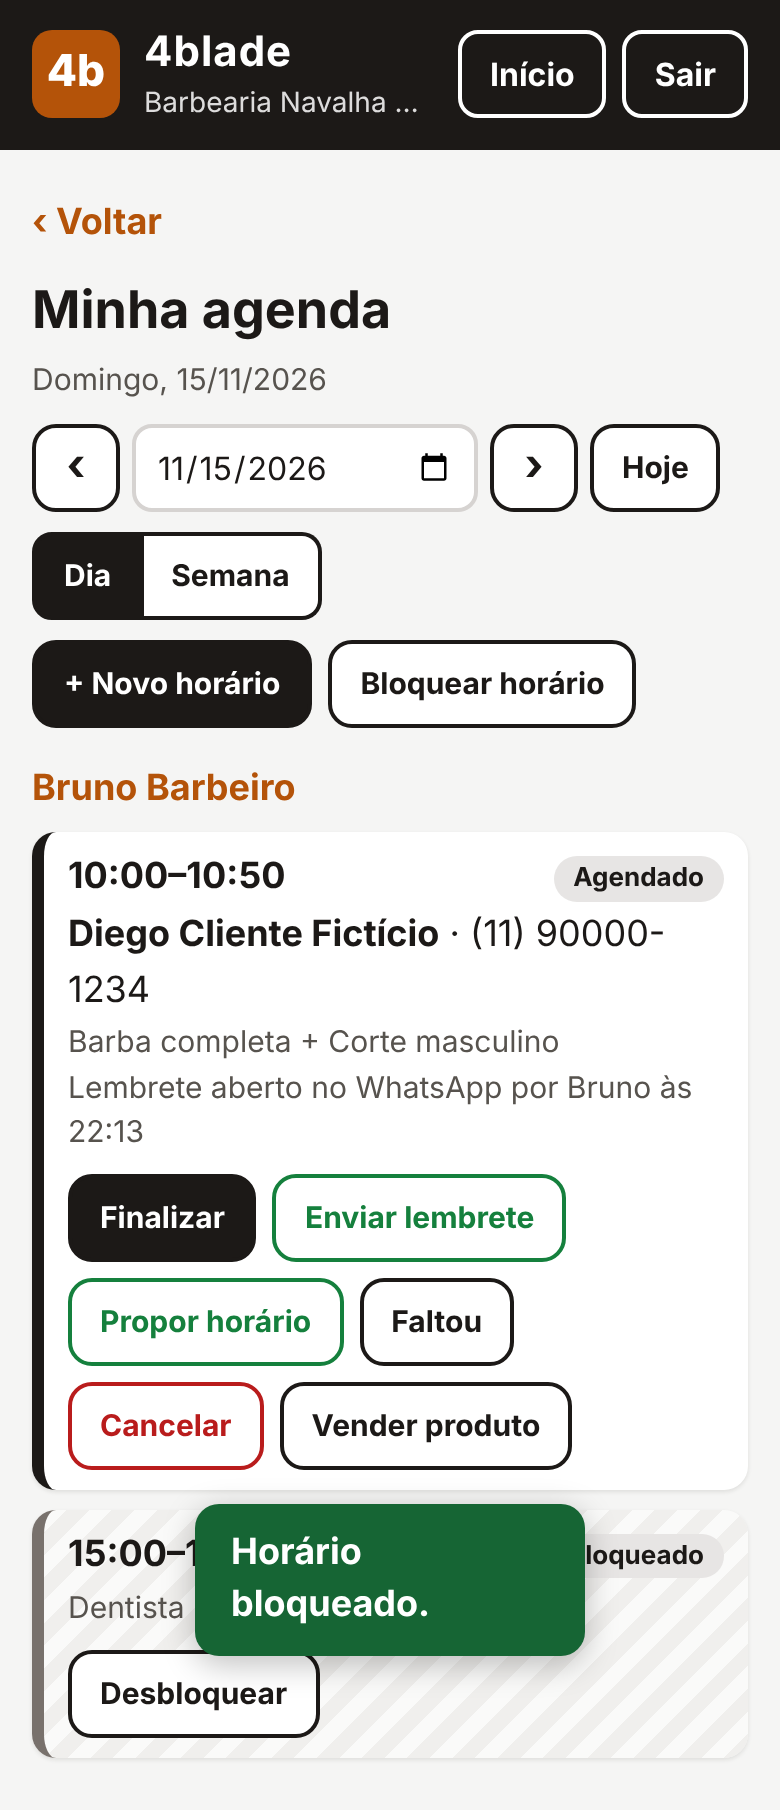 4b
4blade
Barbearia Navalha ...
Início
Sair
‹ Voltar
Minha agenda
Domingo, 15/11/2026
‹
11/15/2026
›
Hoje
Dia
Semana
+ Novo horário
Bloquear horário
Bruno Barbeiro
10:00–10:50
Agendado
Diego Cliente Fictício · (11) 90000-
1234
Barba completa + Corte masculino
Lembrete aberto no WhatsApp por Bruno às
22:13
Finalizar
Enviar lembrete
Propor horário
Faltou
Cancelar
Vender produto
15:00–1
loqueado
Horário
bloqueado.
Dentista
Desbloquear